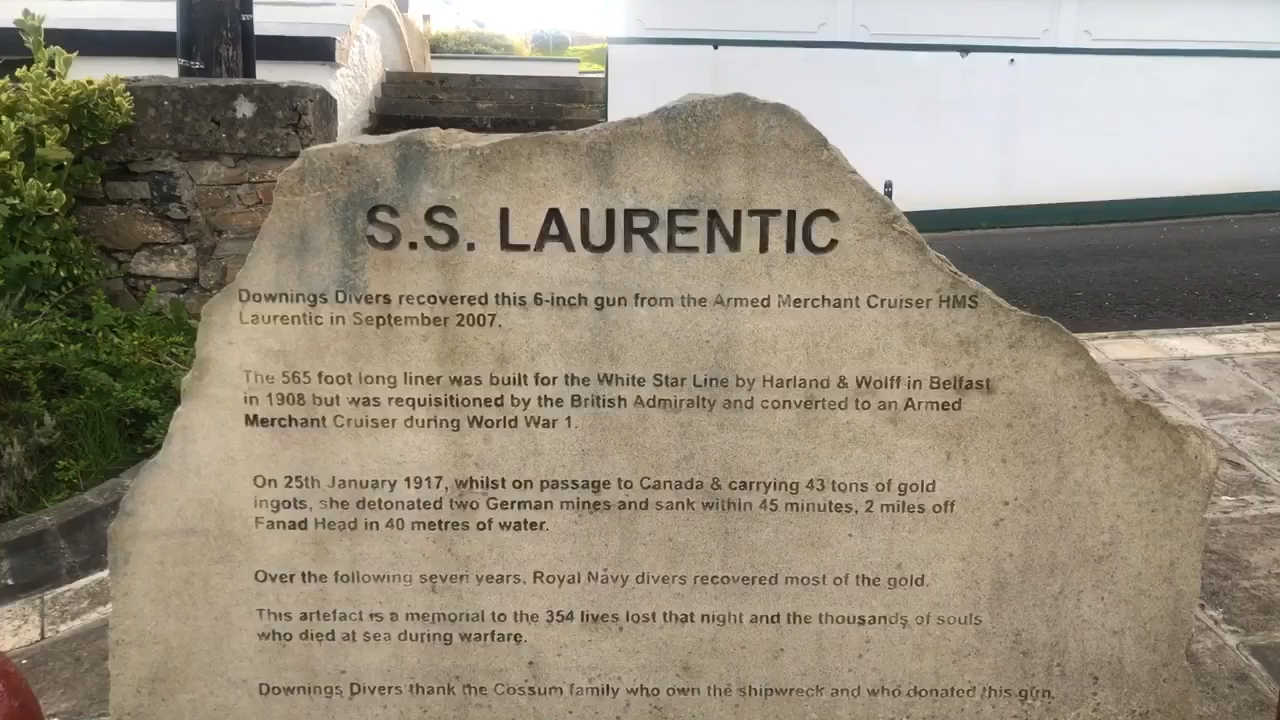 S.S. LAURENTIC
Downings Divers recovered this 6-inch gun from the Armed Merchant Cruiser HMS
Laurentic in September 2007.
The 565 foot long liner was built for the White Star Line by Harland & Wolff in Belfast
in 1908 but was requisitioned by the British Admiralty and converted to an Armed
Merchant Cruiser during World War 1.
On 25th January 1917, whilst on passage to Canada & carrying 43 tons of gold
ingots, she detonated two German mines and sank within 45 minutes, 2 miles off
Fanad Head in 40 metres of water.
Over the following seven years, Royal Navy divers recovered most of the gold.
This artefact is a memorial to the 354 lives lost that night and the thousands of souls
who died at sea during warfare.
Downings Divers thank the Cossum family who own the shipwreck and who donated this gun.